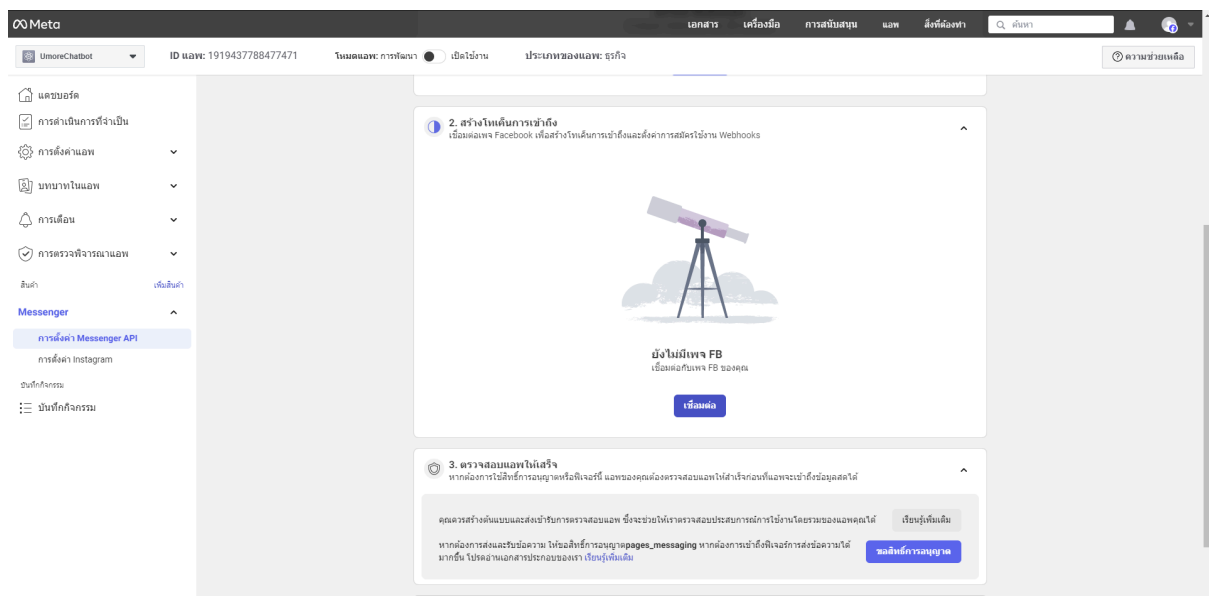 Meta
เอกสาร เครื่องมือ การสนับสนุน แอพ สิ่งที่ต้องทำ ค้นหา
UmoreChatbot ID แอพ: 1919437788477471 โหมดแอพ: การพัฒนา เปิดใช้งาน ประเภทของแอพ: ธุรกิจ ความช่วยเหลือ
แดชบอร์ด
การดำเนินการที่จำเป็น
การตั้งค่าแอพ
บทบาทในแอพ
การเตือน
การตรวจพิจารณาแอพ
สินค้า เพิ่มสินค้า
Messenger
การตั้งค่า Messenger API
การตั้งค่า Instagram
บันทึกกิจกรรม
บันทึกกิจกรรม
2. สร้างโทเค็นการเข้าถึง
เชื่อมต่อเพจ Facebook เพื่อสร้างโทเค็นการเข้าถึงและตั้งค่าการสมัครใช้งาน Webhooks
ยังไม่มีเพจ FB
เชื่อมต่อกับเพจ FB ของคุณ
เชื่อมต่อ
3. ตรวจสอบแอพให้เสร็จ
หากต้องการใช้สิทธิ์การอนุญาตหรือฟีเจอร์นี้ แอพของคุณต้องตรวจสอบแอพให้สำเร็จก่อนที่แอพจะเข้าถึงข้อมูลสดได้
คุณควรสร้างต้นแบบและส่งเข้ารับการตรวจสอบแอพ ซึ่งจะช่วยให้เราตรวจสอบประสบการณ์การใช้งานโดยรวมของแอพคุณได้ เรียนรู้เพิ่มเติม
หากต้องการส่งและรับข้อความ ให้ขอสิทธิ์การอนุญาตpages_messaging หากต้องการเข้าถึงฟีเจอร์การส่งข้อความได้
มากขึ้น โปรดอ่านเอกสารประกอบของเรา เรียนรู้เพิ่มเติม
ขอสิทธิ์การอนุญาต